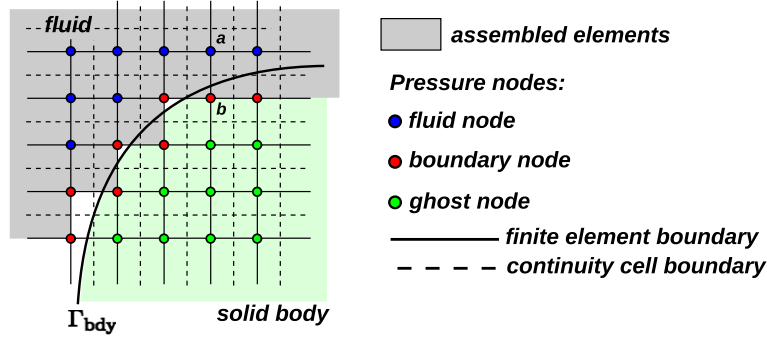 fluid
a
b
Γbdy
solid body
assembled elements
Pressure nodes:
fluid node
boundary node
ghost node
finite element boundary
continuity cell boundary